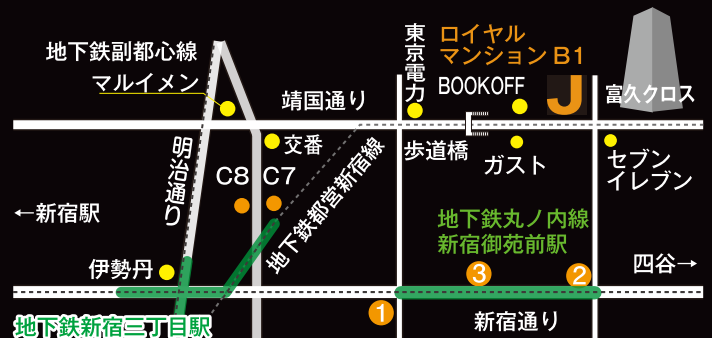 地下鉄副都心線
マルイメン
靖国通り
東京電力
ロイヤル
マンションB1
BOOKOFF
J
富久クロス
明治通り
交番
C8
C7
地下鉄都営新宿線
歩道橋
ガスト
セブン
イレブン
←新宿駅
地下鉄丸ノ内線
新宿御苑前駅
伊勢丹
四谷→
①
③
②
新宿通り
地下鉄新宿三丁目駅